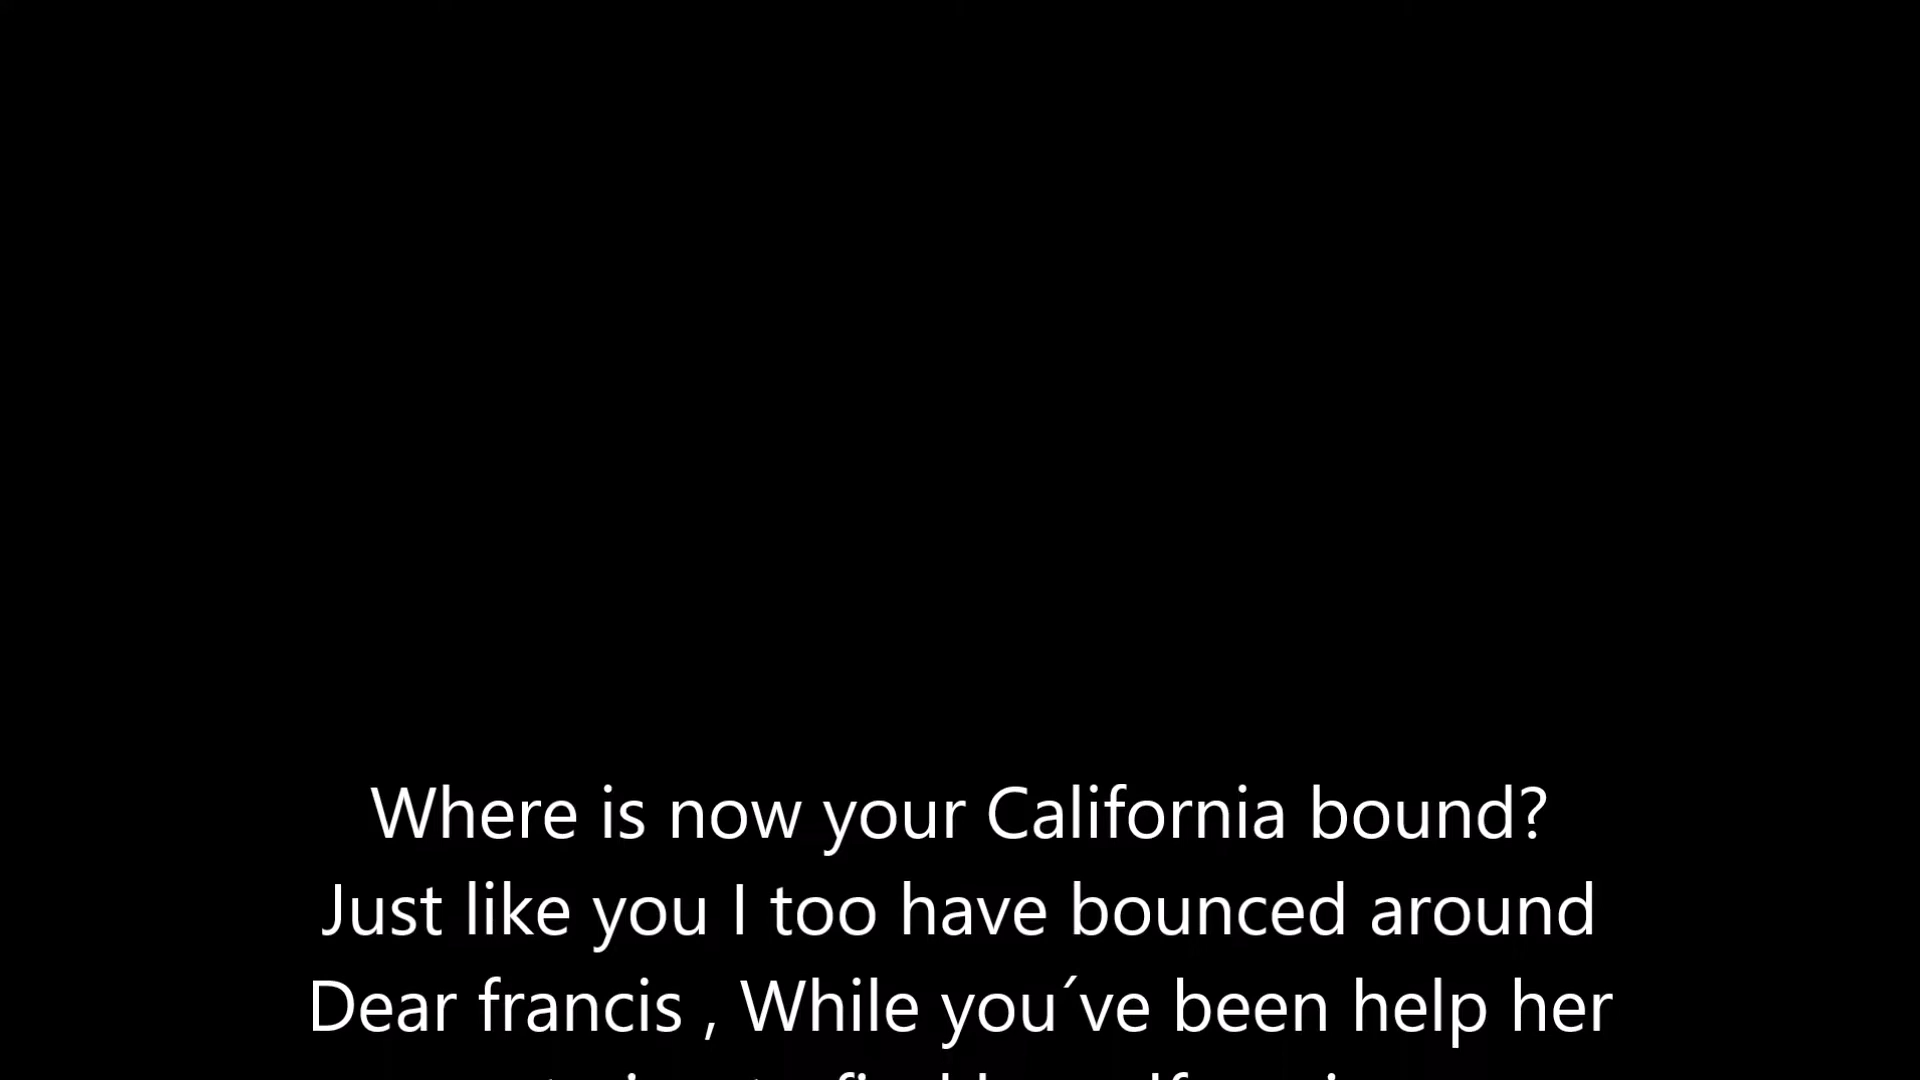 Where is now your California bound?
Just like you I too have bounced around
Dear francis , While you´ve been help her